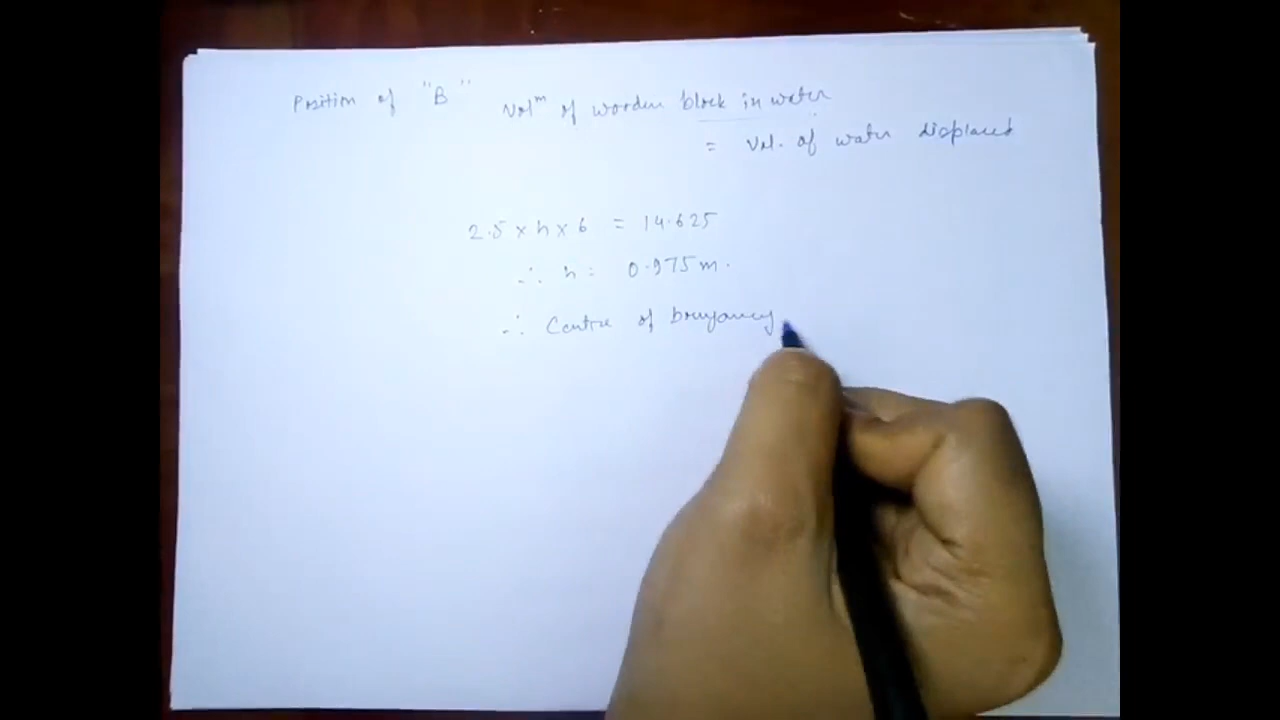 Position of "B" Volm of wooden block in water
= Vol. of water displaced
2.5 × h × 6 = 14.625
∴ h = 0.975 m.
∴ Centre of bouyancy